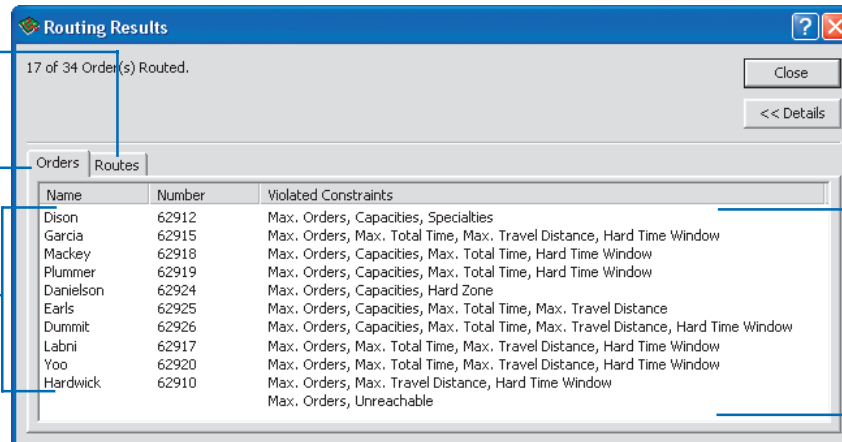 Routing Results
17 of 34 Order(s) Routed.
Close
<< Details
Orders Routes
Name Number Violated Constraints
Dison 62912 Max. Orders, Capacities, Specialties
Garcia 62915 Max. Orders, Max. Total Time, Max. Travel Distance, Hard Time Window
Mackey 62918 Max. Orders, Capacities, Max. Total Time, Hard Time Window
Plummer 62919 Max. Orders, Capacities, Max. Total Time, Hard Time Window
Danielson 62924 Max. Orders, Capacities, Hard Zone
Earls 62925 Max. Orders, Capacities, Max. Total Time, Max. Travel Distance
Dummit 62926 Max. Orders, Capacities, Max. Total Time, Max. Travel Distance, Hard Time Window
Labni 62917 Max. Orders, Max. Total Time, Max. Travel Distance, Hard Time Window
Yoo 62920 Max. Orders, Max. Total Time, Max. Travel Distance, Hard Time Window
Hardwick 62910 Max. Orders, Max. Travel Distance, Hard Time Window
Max. Orders, Unreachable